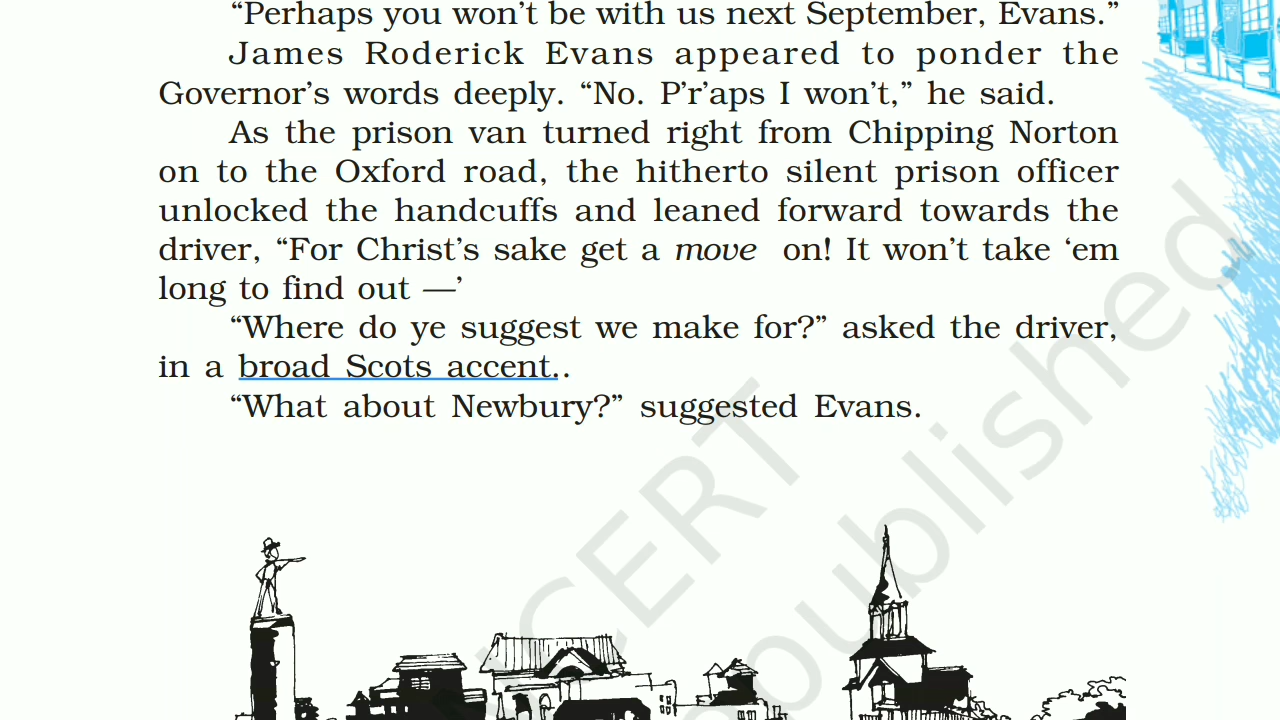 “Perhaps you won’t be with us next September, Evans.”
James Roderick Evans appeared to ponder the
Governor’s words deeply. “No. P’r’aps I won’t,” he said.
As the prison van turned right from Chipping Norton
on to the Oxford road, the hitherto silent prison officer
unlocked the handcuffs and leaned forward towards the
driver, “For Christ’s sake get a move on! It won’t take ‘em
long to find out —’
“Where do ye suggest we make for?” asked the driver,
in a broad Scots accent..
“What about Newbury?” suggested Evans.
CERT
published